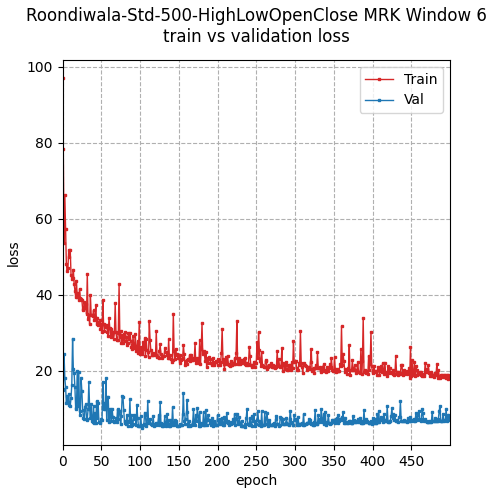 Roondiwala-Std-500-HighLowOpenClose MRK Window 6
train vs validation loss
100
80
60
40
20
loss
Train
Val
0 50 100 150 200 250 300 350 400 450
epoch